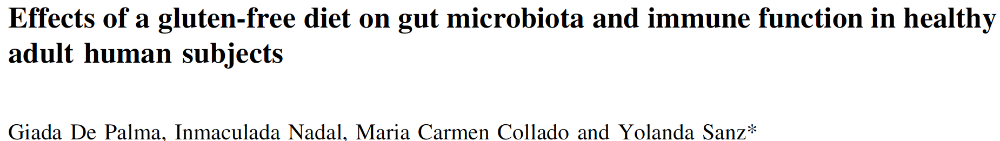 Effects of a gluten-free diet on gut microbiota and immune function in healthy
adult human subjects
Giada De Palma, Inmaculada Nadal, Maria Carmen Collado and Yolanda Sanz*